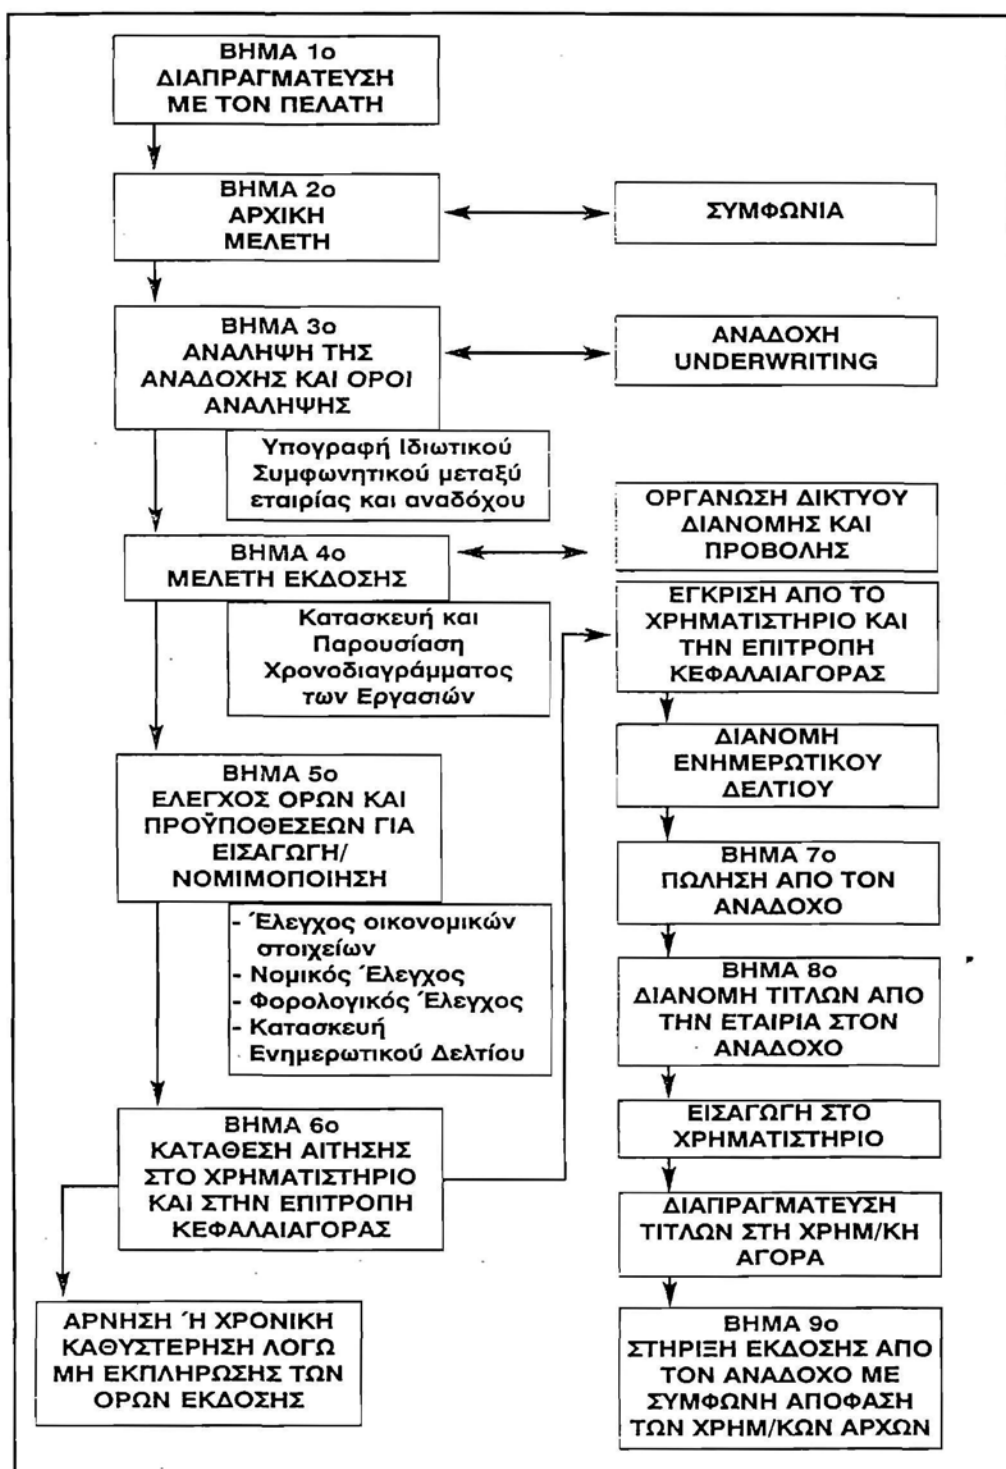 ΒΗΜΑ 1ο
ΔΙΑΠΡΑΓΜΑΤΕΥΣΗ
ΜΕ ΤΟΝ ΠΕΛΑΤΗ
ΒΗΜΑ 2ο
ΑΡΧΙΚΗ
ΜΕΛΕΤΗ
ΣΥΜΦΩΝΙΑ
ΒΗΜΑ 3ο
ΑΝΑΛΗΨΗ ΤΗΣ
ΑΝΑΔΟΧΗΣ ΚΑΙ ΟΡΟΙ
ΑΝΑΛΗΨΗΣ
ΑΝΑΔΟΧΗ
UNDERWRITING
Υπογραφή Ιδιωτικού
Συμφωνητικού μεταξύ
εταιρίας και αναδόχου
ΒΗΜΑ 4ο
ΜΕΛΕΤΗ ΕΚΔΟΣΗΣ
ΟΡΓΑΝΩΣΗ ΔΙΚΤΥΟΥ
ΔΙΑΝΟΜΗΣ ΚΑΙ
ΠΡΟΒΟΛΗΣ
Κατασκευή και
Παρουσίαση
Χρονοδιαγράμματος
των Εργασιών
ΒΗΜΑ 5ο
ΕΛΕΓΧΟΣ ΟΡΩΝ ΚΑΙ
ΠΡΟΫΠΟΘΕΣΕΩΝ ΓΙΑ
ΕΙΣΑΓΩΓΗ/
ΝΟΜΙΜΟΠΟΙΗΣΗ
- Έλεγχος οικονομικών
στοιχείων
- Νομικός Έλεγχος
- Φορολογικός Έλεγχος
- Κατασκευή
Ενημερωτικού Δελτίου
ΒΗΜΑ 6ο
ΚΑΤΑΘΕΣΗ ΑΙΤΗΣΗΣ
ΣΤΟ ΧΡΗΜΑΤΙΣΤΗΡΙΟ
ΚΑΙ ΣΤΗΝ ΕΠΙΤΡΟΠΗ
ΚΕΦΑΛΑΙΑΓΟΡΑΣ
ΑΡΝΗΣΗ Ή ΧΡΟΝΙΚΗ
ΚΑΘΥΣΤΕΡΗΣΗ ΛΟΓΩ
ΜΗ ΕΚΠΛΗΡΩΣΗΣ ΤΩΝ
ΟΡΩΝ ΕΚΔΟΣΗΣ
ΕΓΚΡΙΣΗ ΑΠΟ ΤΟ
ΧΡΗΜΑΤΙΣΤΗΡΙΟ ΚΑΙ
ΤΗΝ ΕΠΙΤΡΟΠΗ
ΚΕΦΑΛΑΙΑΓΟΡΑΣ
ΔΙΑΝΟΜΗ
ΕΝΗΜΕΡΩΤΙΚΟΥ
ΔΕΛΤΙΟΥ
ΒΗΜΑ 7ο
ΠΩΛΗΣΗ ΑΠΟ ΤΟΝ
ΑΝΑΔΟΧΟ
ΒΗΜΑ 8ο
ΔΙΑΝΟΜΗ ΤΙΤΛΩΝ ΑΠΟ
ΤΗΝ ΕΤΑΙΡΙΑ ΣΤΟΝ
ΑΝΑΔΟΧΟ
ΕΙΣΑΓΩΓΗ ΣΤΟ
ΧΡΗΜΑΤΙΣΤΗΡΙΟ
ΔΙΑΠΡΑΓΜΑΤΕΥΣΗ
ΤΙΤΛΩΝ ΣΤΗ ΧΡΗΜ/ΚΗ
ΑΓΟΡΑ
ΒΗΜΑ 9ο
ΣΤΗΡΙΞΗ ΕΚΔΟΣΗΣ ΑΠΟ
ΤΟΝ ΑΝΑΔΟΧΟ ΜΕ
ΣΥΜΦΩΝΗ ΑΠΟΦΑΣΗ
ΤΩΝ ΧΡΗΜ/ΚΩΝ ΑΡΧΩΝ